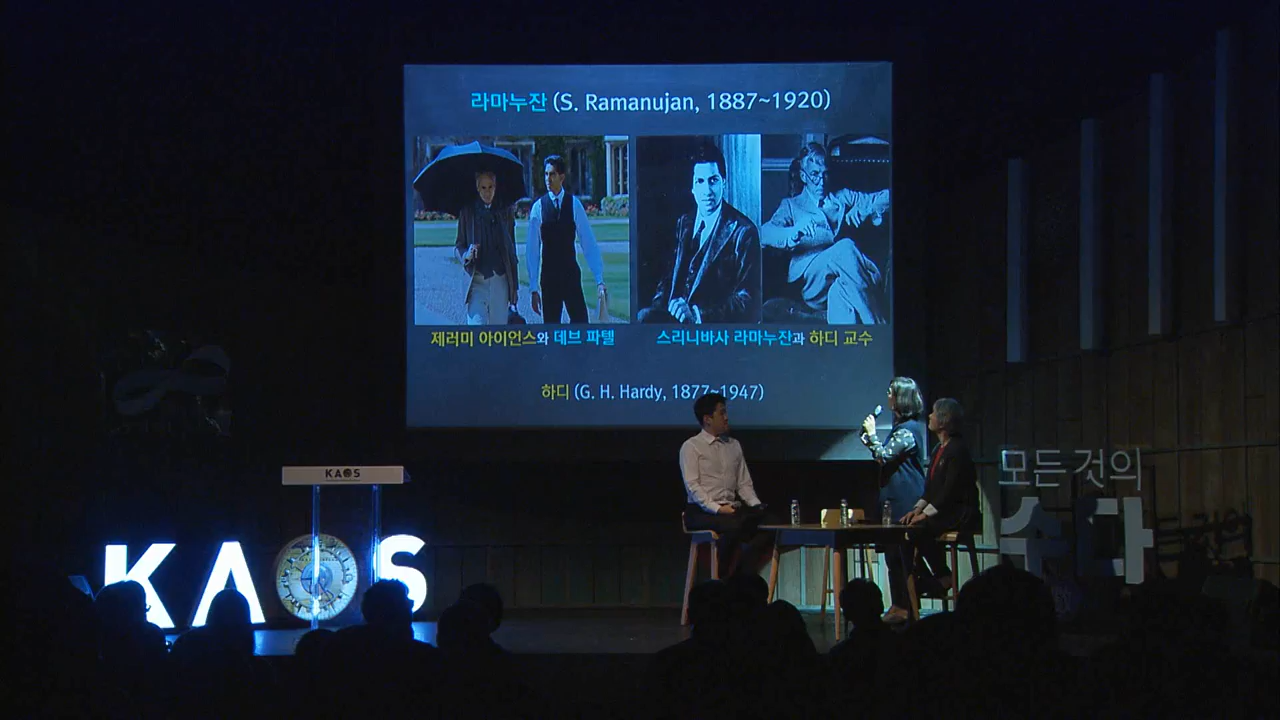 라마누잔 (S. Ramanujan, 1887~1920)
제러미 아이언스와 데브 파텔
스리니바사 라마누잔과 하디 교수
하디 (G. H. Hardy, 1877~1947)
KAOS
KAOS
모든 것의
수다